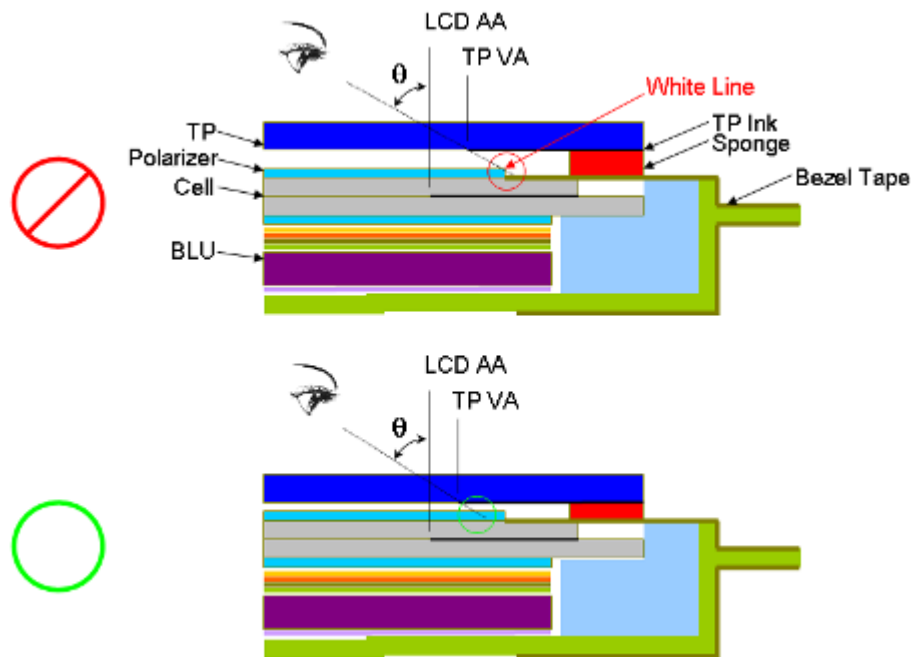 LCD AA
TP VA
θ
White Line
TP
TP Ink
Sponge
Polarizer
Bezel Tape
Cell
BLU
LCD AA
TP VA
θ